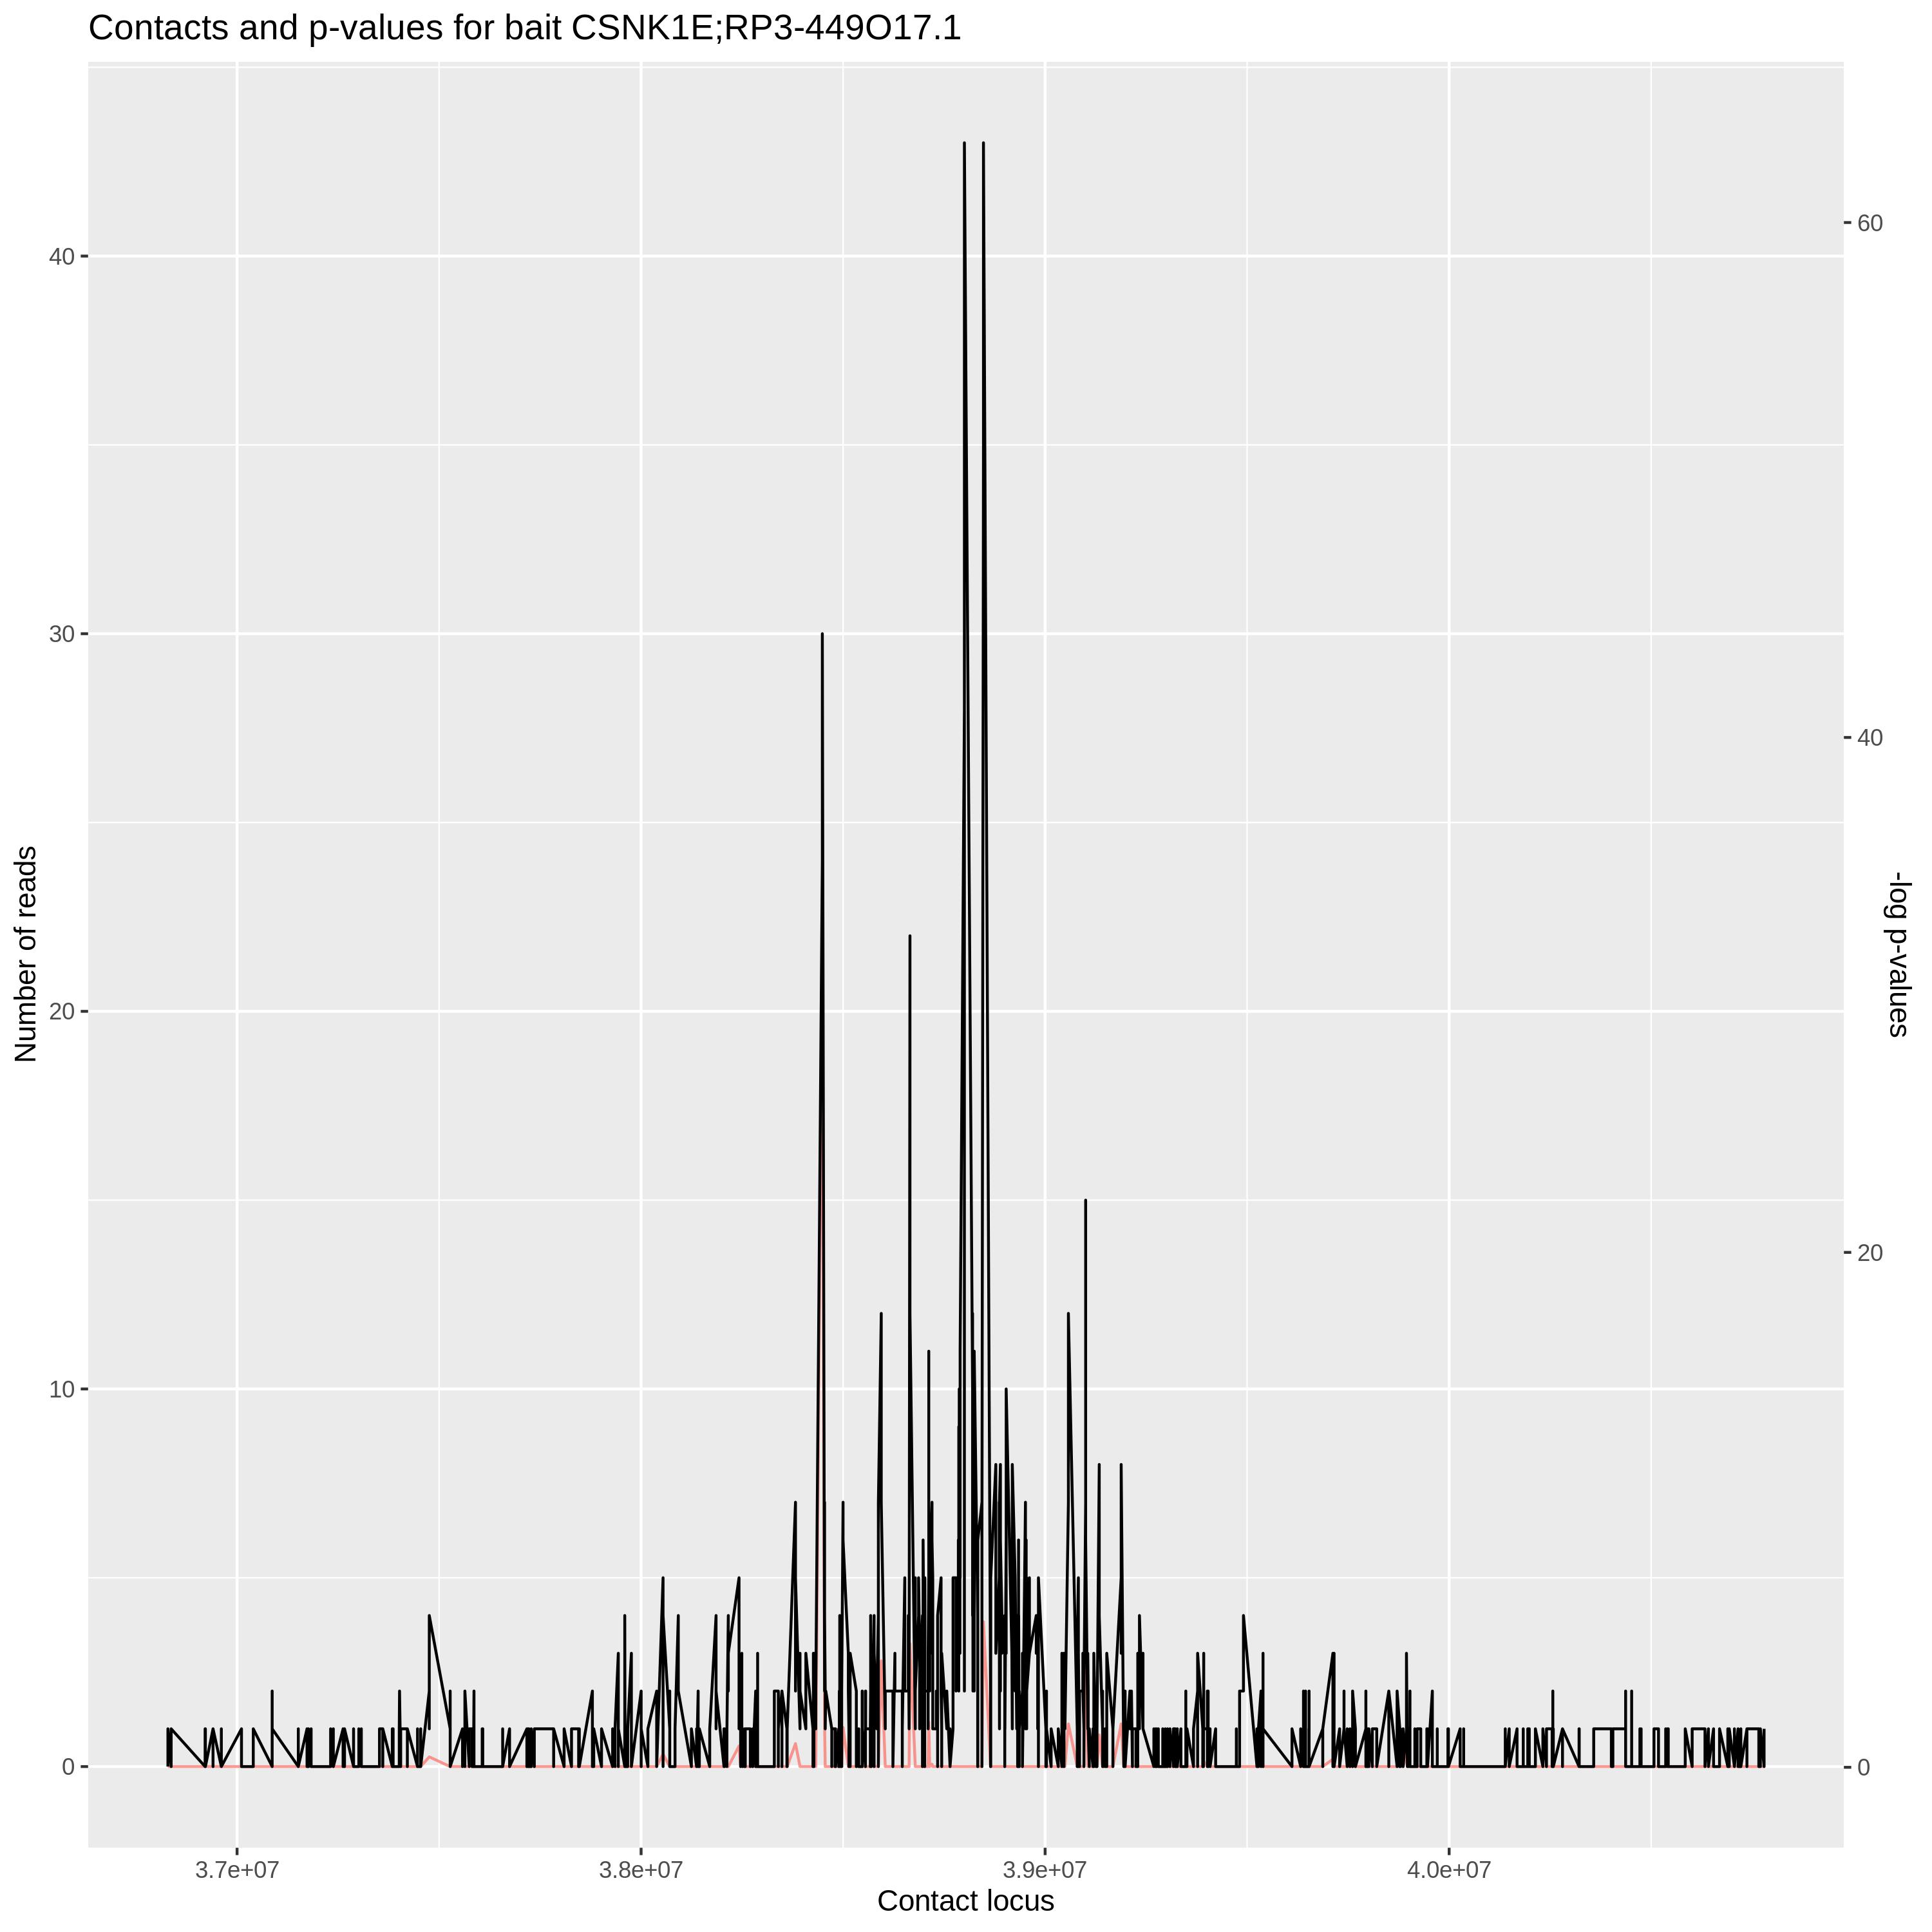 Contacts and p-values for bait CSNK1E;RP3-449O17.1
40
30
20
10
0
Number of reads
60
40
20
0
-log p-values
3.7e+07
3.8e+07
3.9e+07
4.0e+07
Contact locus